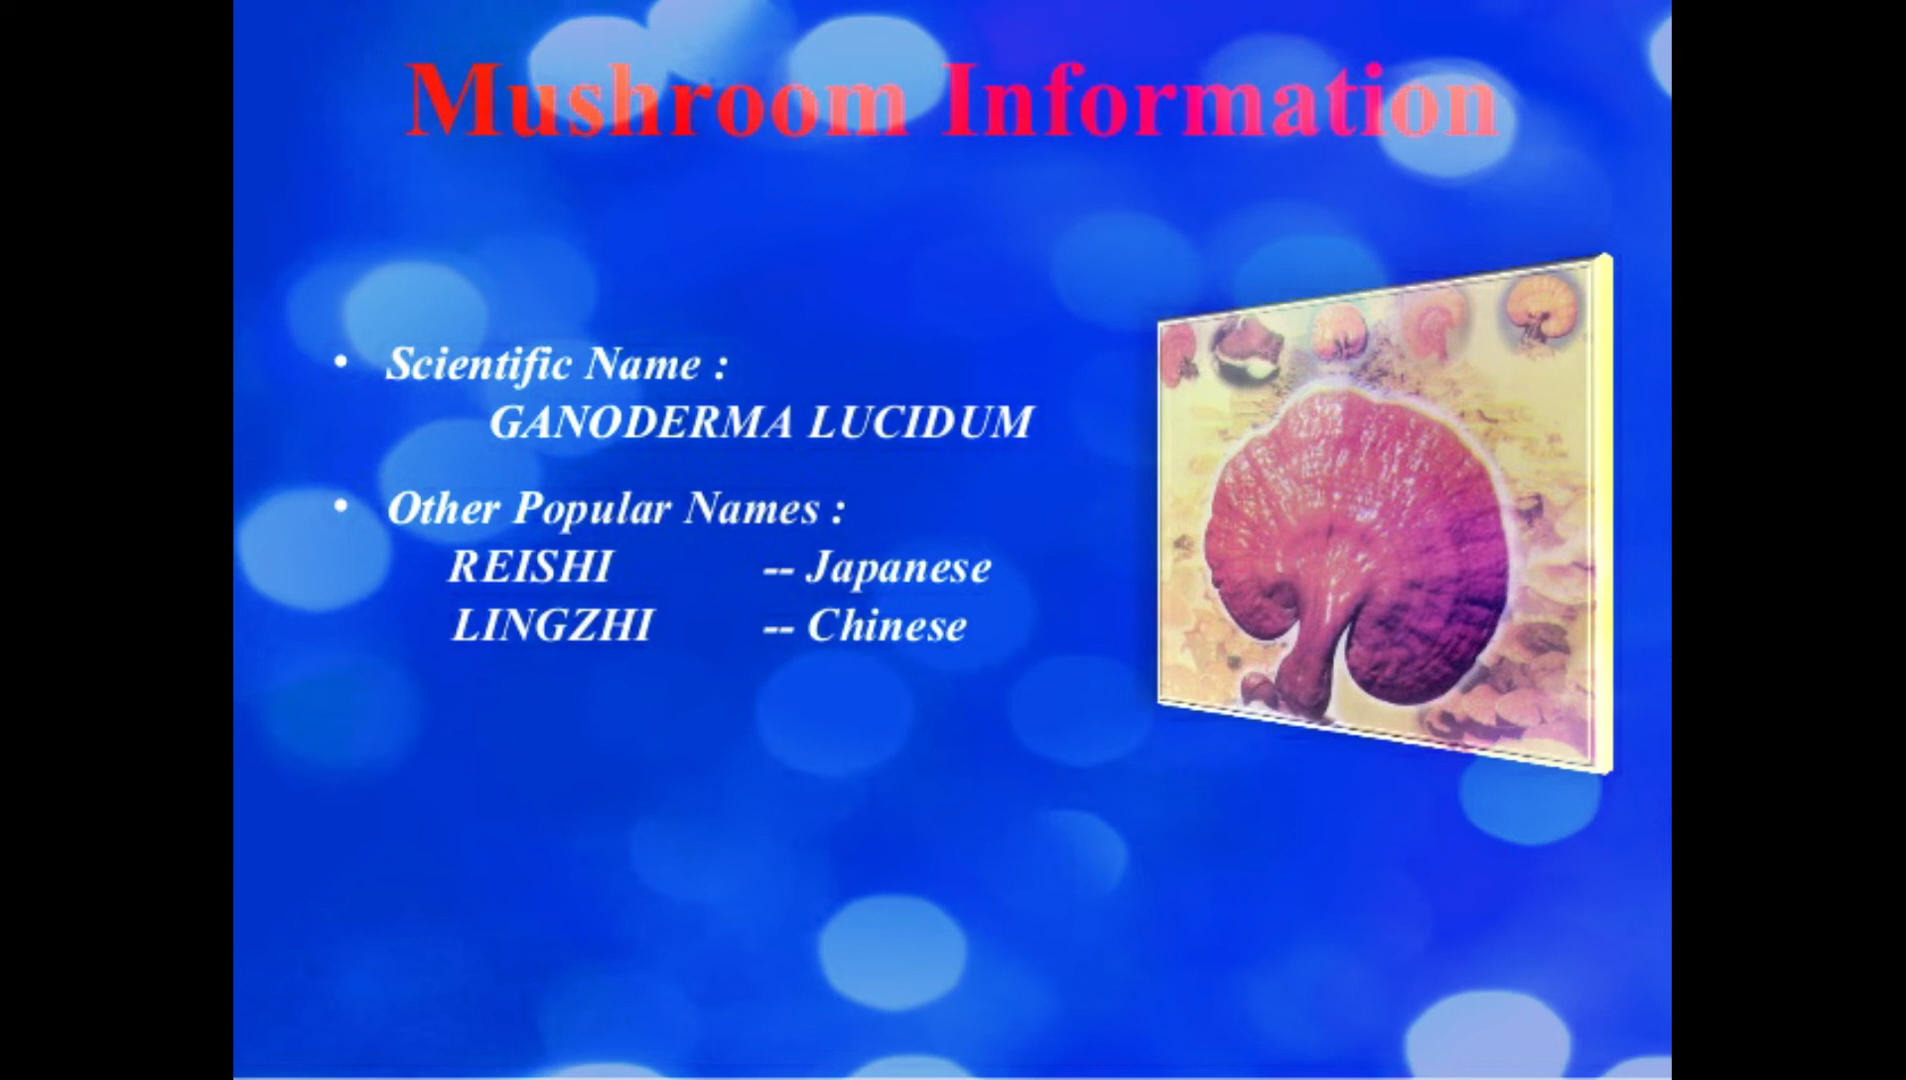 Mushroom Information
• Scientific Name :
GANODERMA LUCIDUM
• Other Popular Names :
REISHI -- Japanese
LINGZHI -- Chinese